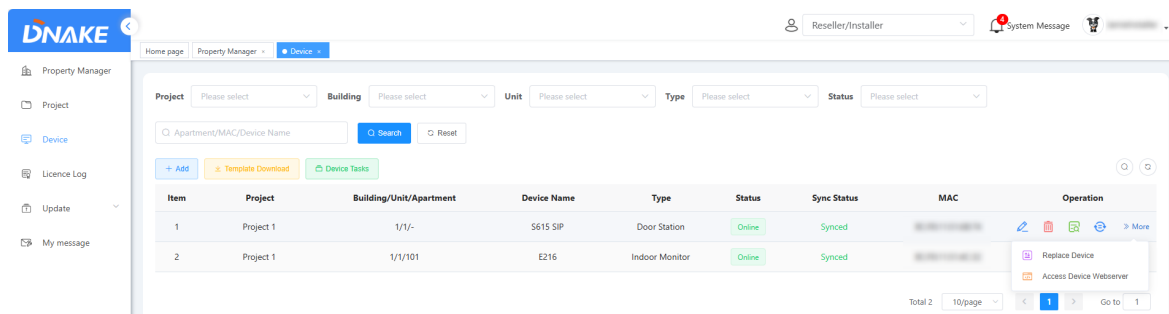 DNAKE
Reseller/Installer
4
System Message
Home page
Property Manager ×
Device ×
Property Manager
Project
Device
Licence Log
Update
My message
Project Please select Building Please select Unit Please select Type Please select Status Please select
Apartment/MAC/Device Name Search Reset
+ Add Template Download Device Tasks
Item Project Building/Unit/Apartment Device Name Type Status Sync Status MAC Operation
1 Project 1 1/1/- S615 SIP Door Station Online Synced » More
2 Project 1 1/1/101 E216 Indoor Monitor Online Synced
Replace Device
Access Device Webserver
Total 2 10/page < 1 > Go to 1